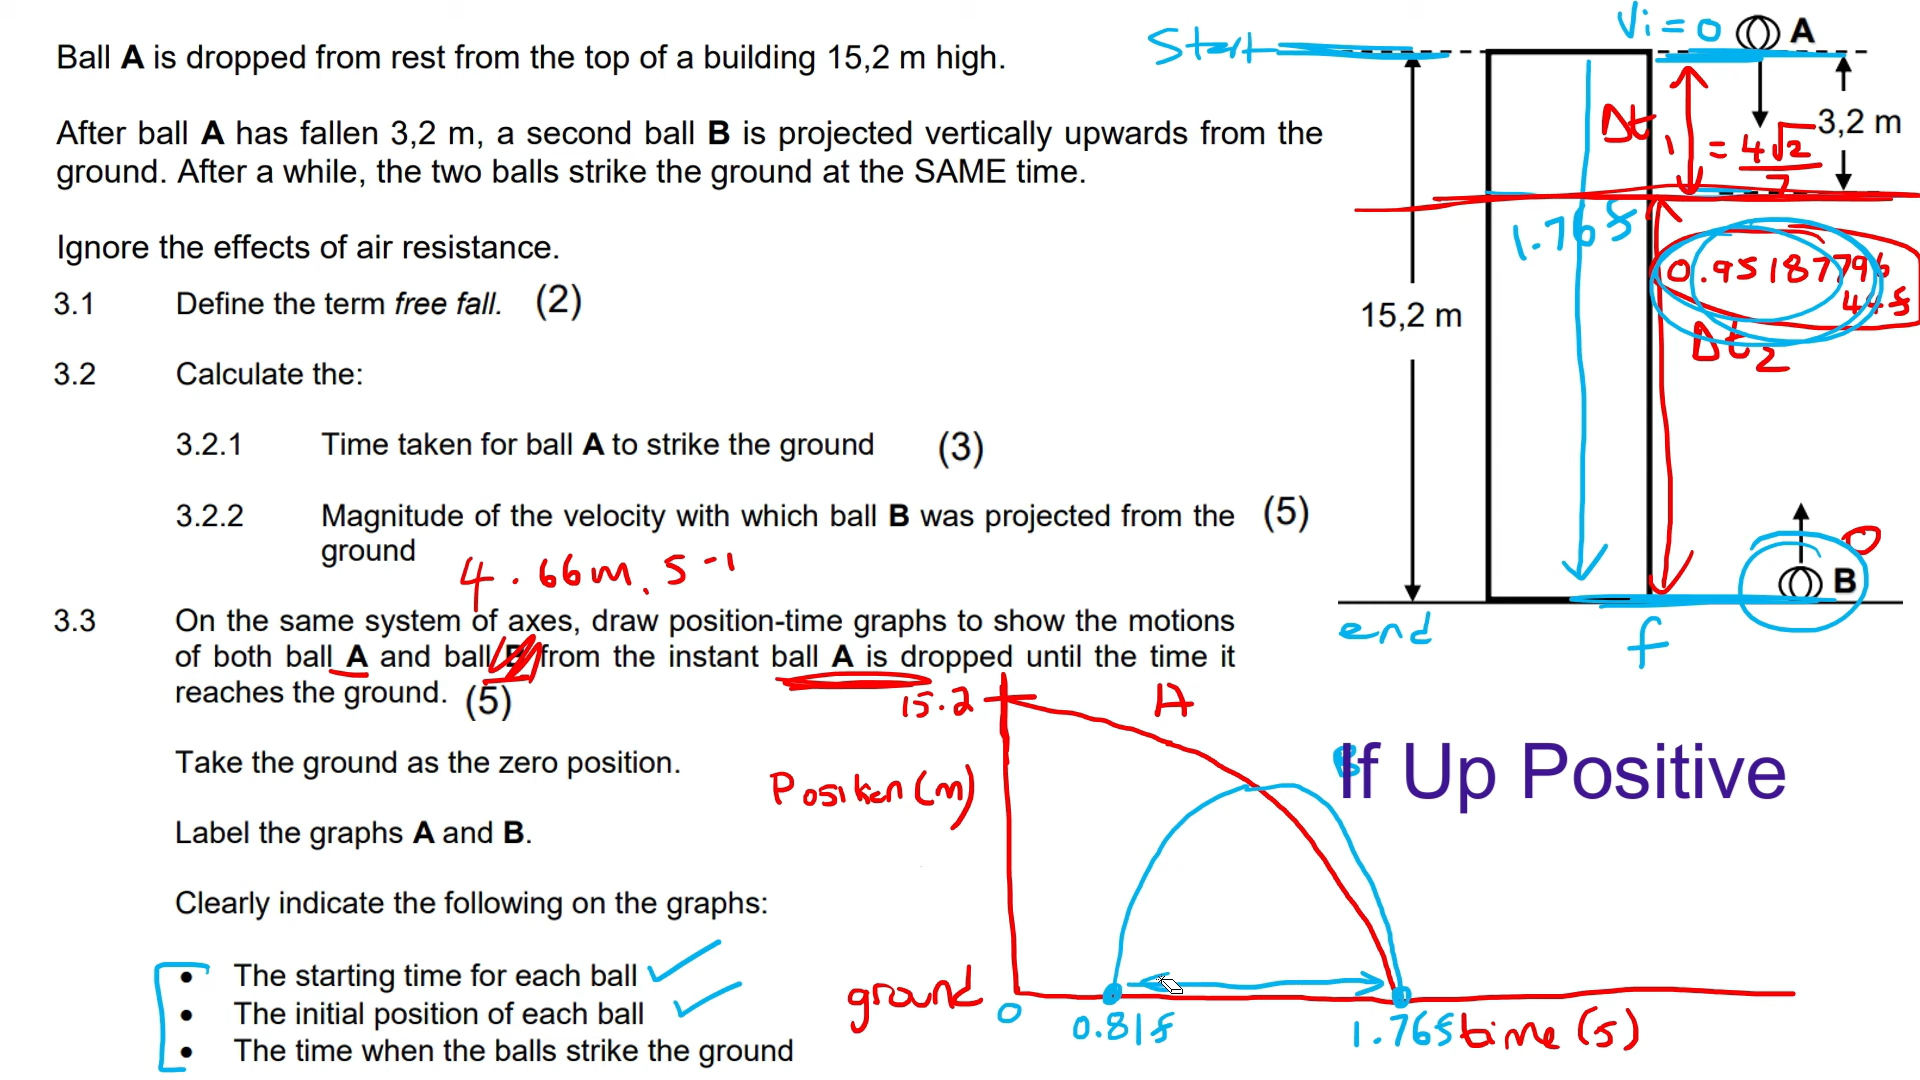 Ball A is dropped from rest from the top of a building 15,2 m high.
After ball A has fallen 3,2 m, a second ball B is projected vertically upwards from the
ground. After a while, the two balls strike the ground at the SAME time.
Ignore the effects of air resistance.
3.1 Define the term free fall. (2)
3.2 Calculate the:
3.2.1 Time taken for ball A to strike the ground (3)
3.2.2 Magnitude of the velocity with which ball B was projected from the (5)
ground
4.66m.s-1
3.3 On the same system of axes, draw position-time graphs to show the motions
of both ball A and ball B from the instant ball A is dropped until the time it
reaches the ground. (5)
Take the ground as the zero position.
Label the graphs A and B.
Clearly indicate the following on the graphs:
• The starting time for each ball
• The initial position of each ball
• The time when the balls strike the ground
Start
Vi = 0
A
3,2 m
Δt1 = 4√2
7
1.76s
0.95187796
44s
Δt2
15,2 m
0
B
end
f
15.2
A
Position (m)
B
If Up Positive
ground
0
0.81s
1.76s
time (s)